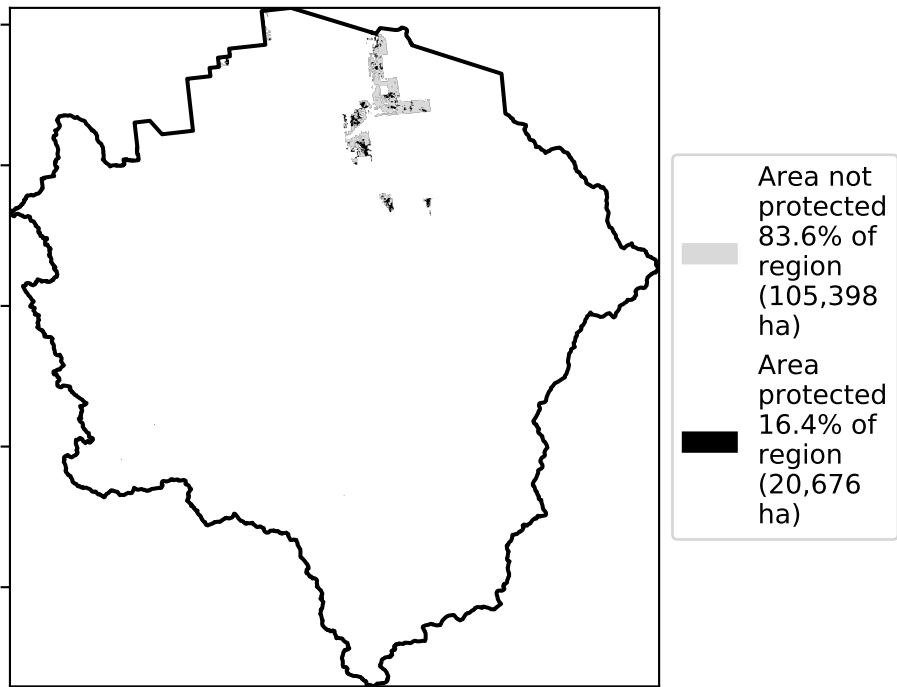 Area not
protected
83.6% of
region
(105,398
ha)
Area
protected
16.4% of
region
(20,676
ha)